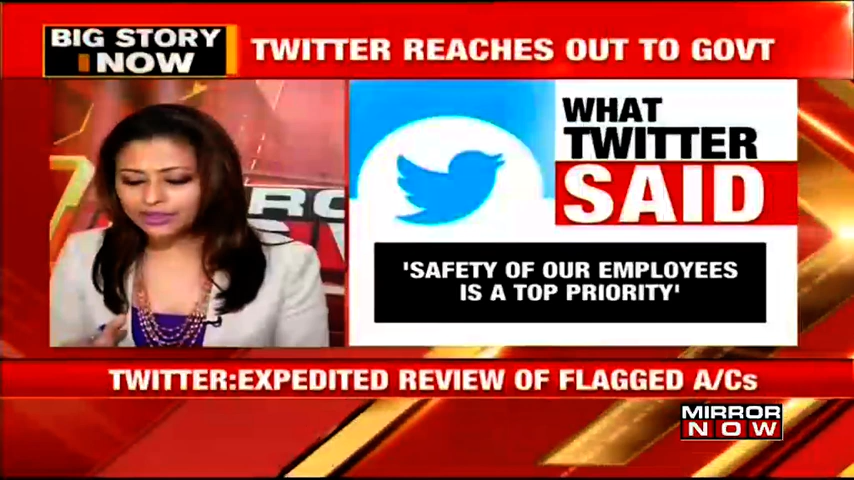 BIG STORY
NOW
TWITTER REACHES OUT TO GOVT
WHAT
TWITTER
SAID
'SAFETY OF OUR EMPLOYEES
IS A TOP PRIORITY'
TWITTER:EXPEDITED REVIEW OF FLAGGED A/Cs
MIRROR
NOW